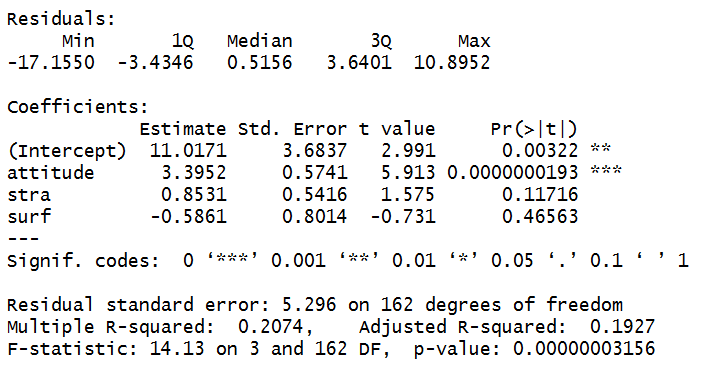 Residuals:
     Min       1Q   Median       3Q      Max
-17.1550  -3.4346   0.5156   3.6401  10.8952
Coefficients:
            Estimate Std. Error t value     Pr(>|t|)
(Intercept)  11.0171     3.6837   2.991      0.00322 **
attitude      3.3952     0.5741   5.913 0.0000000193 ***
stra          0.8531     0.5416   1.575      0.11716
surf         -0.5861     0.8014  -0.731      0.46563
---
Signif. codes:  0 ‘***’ 0.001 ‘**’ 0.01 ‘*’ 0.05 ‘.’ 0.1 ‘ ’ 1
Residual standard error: 5.296 on 162 degrees of freedom
Multiple R-squared:  0.2074,    Adjusted R-squared:  0.1927
F-statistic: 14.13 on 3 and 162 DF,  p-value: 0.00000003156